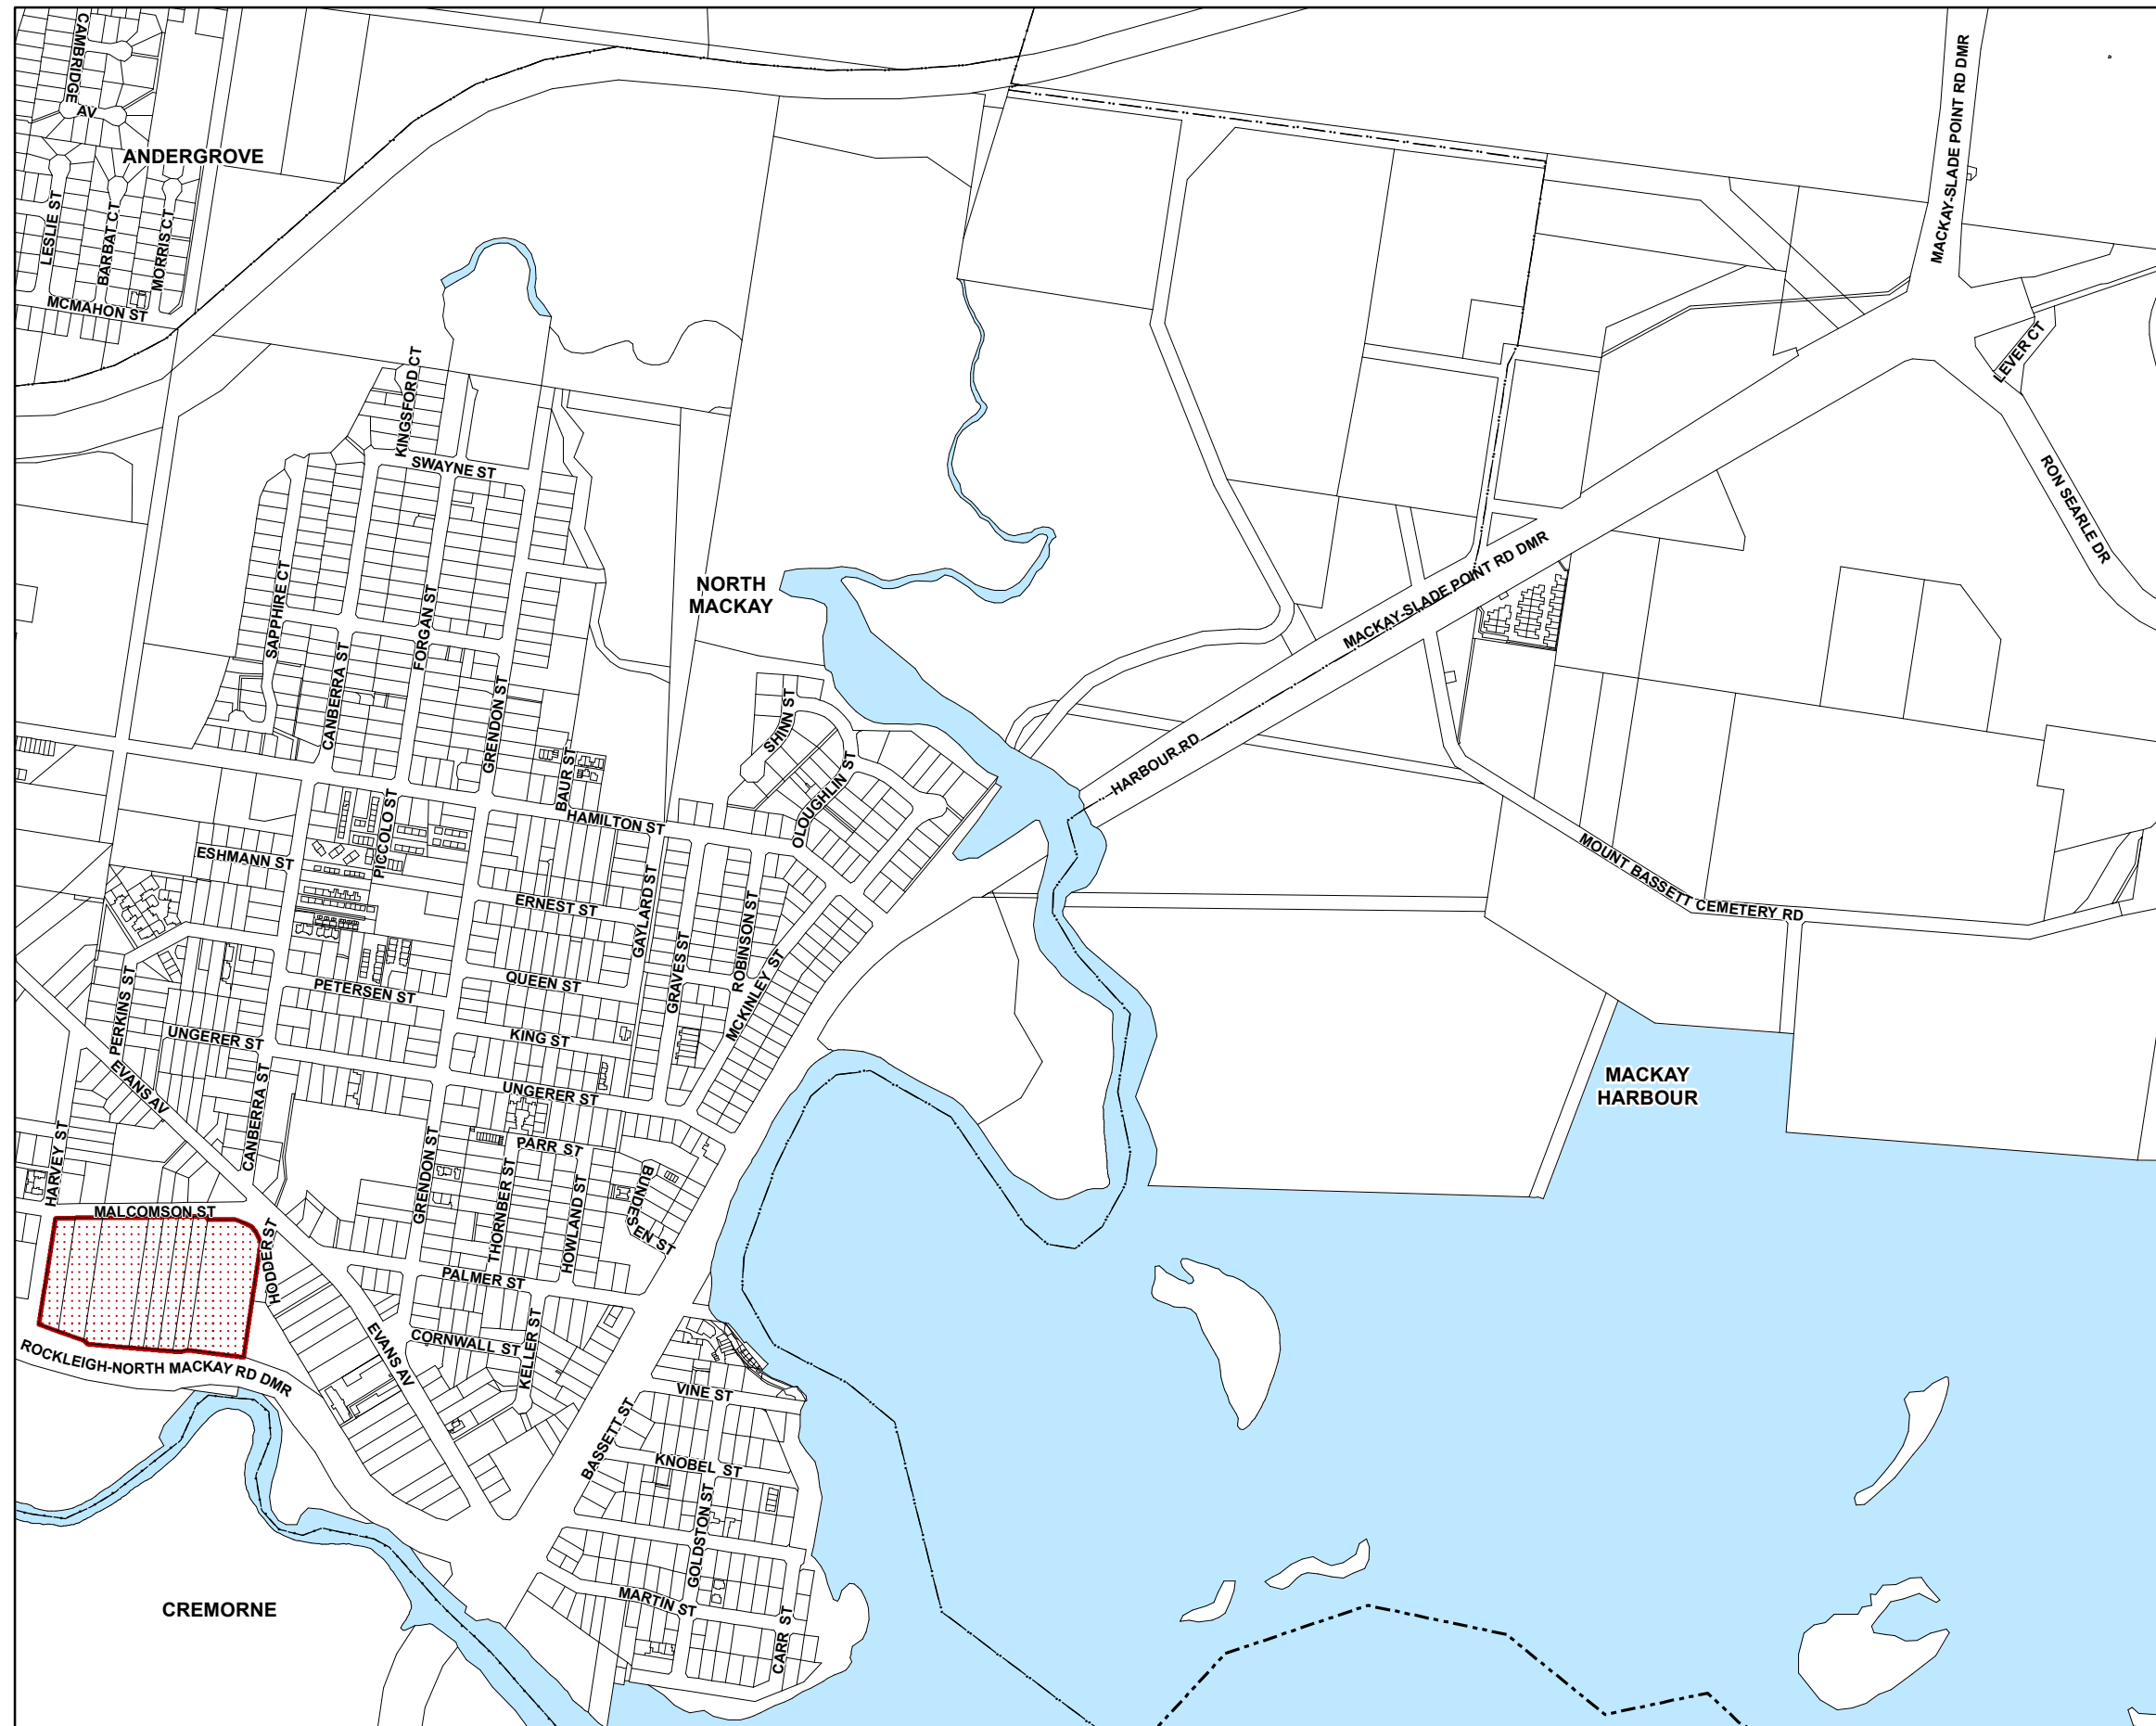 CAMBRIDGE
AV
ANDERGROVE
LESLIE ST
BARBAT CT
MORRIS CT
MCMAHON ST
MACKAY-SLADE POINT RD DMR
LEVER CT
RON SEARLE DR
KINGSFORD CT
SWAYNE ST
SAPPHIRE CT
CANBERRA ST
FORGAN ST
GRENDON ST
NORTH
MACKAY
MACKAY-SLADE POINT RD DMR
HARBOUR RD
SHINN ST
OLOUGHLIN ST
BAUR ST
HAMILTON ST
PICCOLO ST
ESHMANN ST
ERNEST ST
GAYLARD ST
GRAVES ST
ROBINSON ST
MCKINLEY ST
MOUNT BASSETT CEMETERY RD
PERKINS ST
PETERSEN ST
QUEEN ST
UNGERER ST
KING ST
EVANS AV
CANBERRA ST
UNGERER ST
MACKAY
HARBOUR
HARVEY ST
GRENDON ST
PARR ST
THORNBER ST
HOWLAND ST
BUNDESEN ST
MALCOMSON ST
HODDER ST
PALMER ST
CORNWALL ST
KELLER ST
EVANS AV
ROCKLEIGH-NORTH MACKAY RD DMR
VINE ST
BASSETT ST
KNOBEL ST
GOLDSTON ST
MARTIN ST
CARR ST
CREMORNE